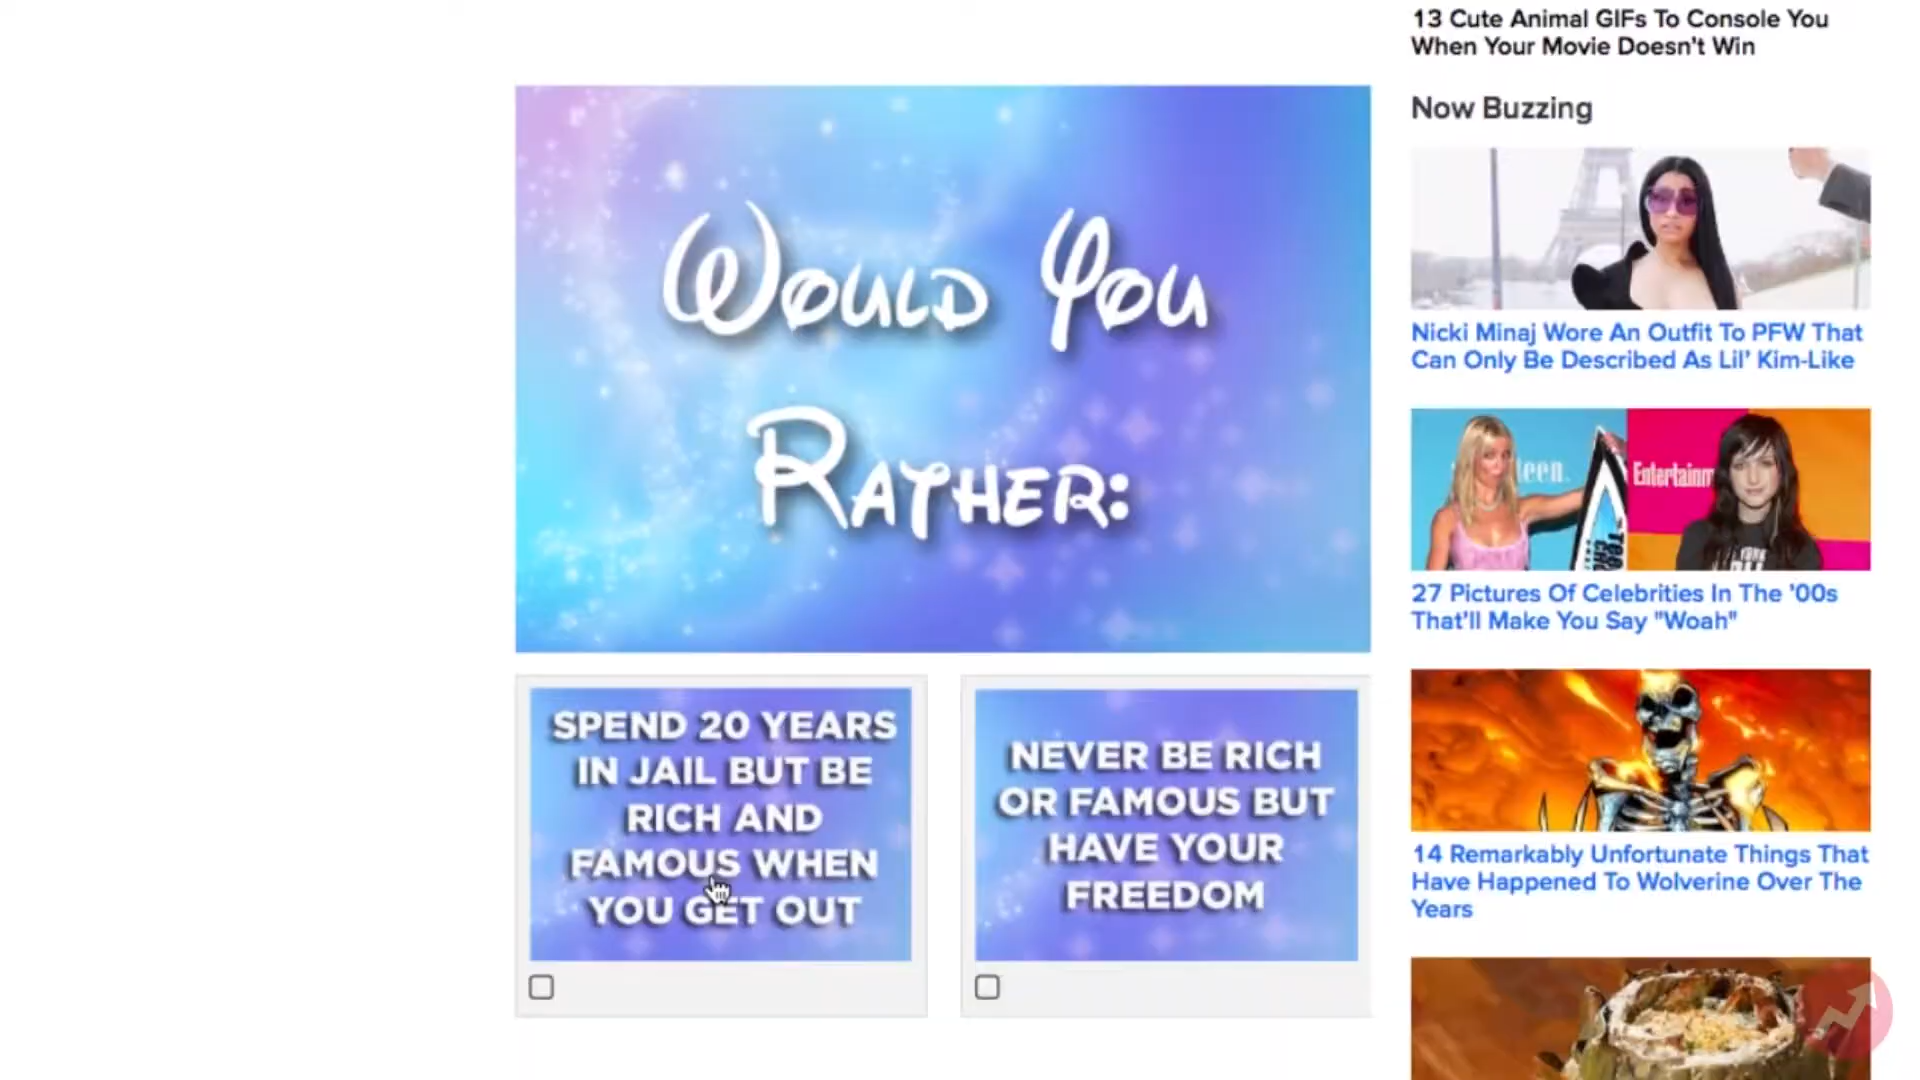 13 Cute Animal GIFs To Console You
When Your Movie Doesn't Win
Now Buzzing
Would You
Rather:
Nicki Minaj Wore An Outfit To PFW That
Can Only Be Described As Lil' Kim-Like
teen.
Entertainm
27 Pictures Of Celebrities In The '00s
That'll Make You Say "Woah"
SPEND 20 YEARS
IN JAIL BUT BE
RICH AND
FAMOUS WHEN
YOU GET OUT
NEVER BE RICH
OR FAMOUS BUT
HAVE YOUR
FREEDOM
14 Remarkably Unfortunate Things That
Have Happened To Wolverine Over The
Years